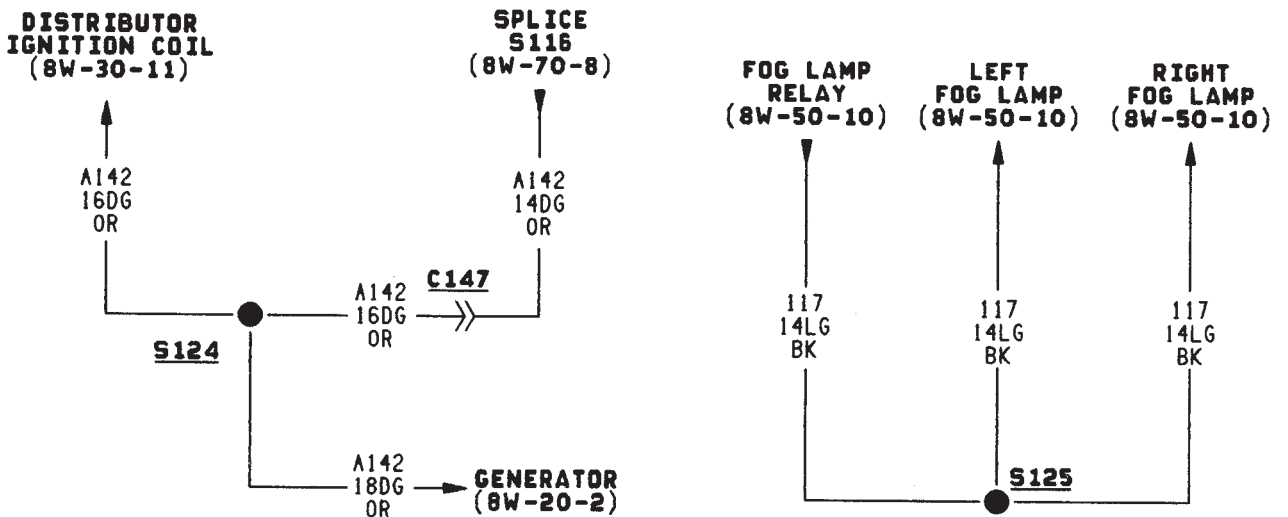 DISTRIBUTOR
IGNITION COIL
(8W-30-11)
SPLICE
S116
(8W-70-8)
A142
16DG
OR
A142
14DG
OR
C147
A142
16DG
OR
S124
A142
18DG
OR
GENERATOR
(8W-20-2)
FOG LAMP
RELAY
(8W-50-10)
LEFT
FOG LAMP
(8W-50-10)
RIGHT
FOG LAMP
(8W-50-10)
117
14LG
BK
117
14LG
BK
117
14LG
BK
S125